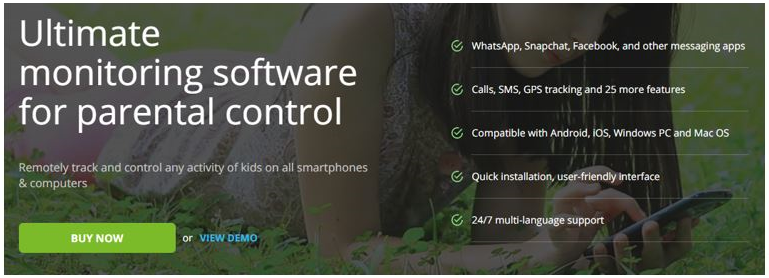 Ultimate
monitoring software
for parental control
Remotely track and control any activity of kids on all smartphones
& computers
BUY NOW or VIEW DEMO
WhatsApp, Snapchat, Facebook, and other messaging apps
Calls, SMS, GPS tracking and 25 more features
Compatible with Android, iOS, Windows PC and Mac OS
Quick installation, user-friendly interface
24/7 multi-language support